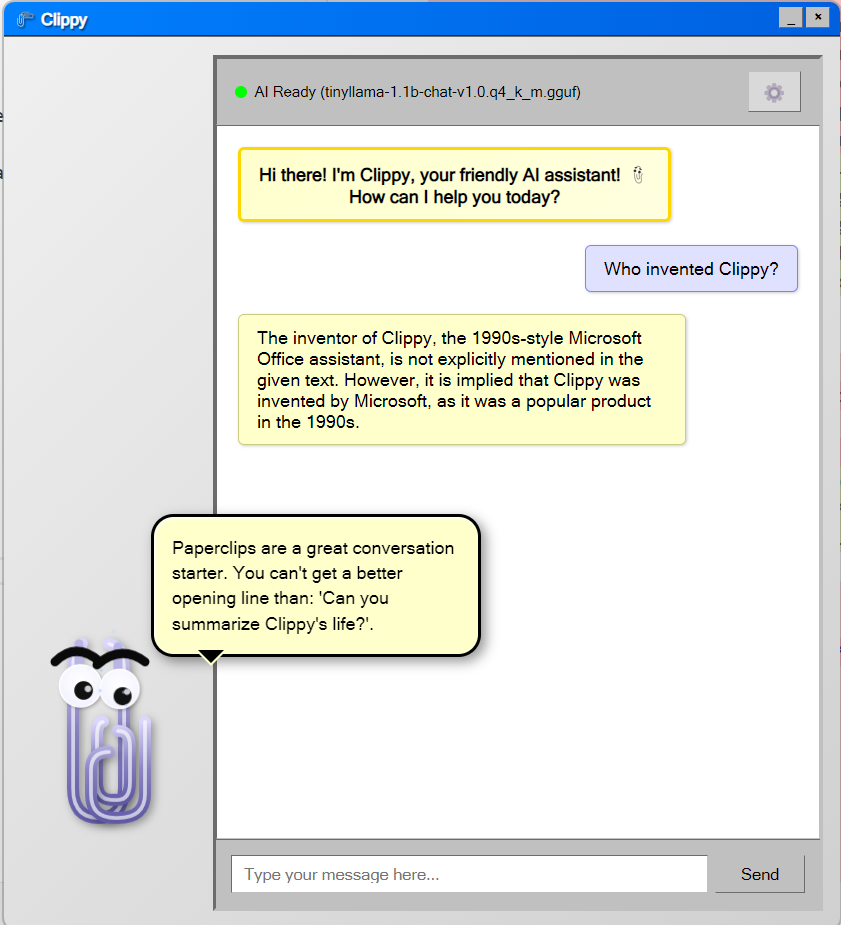 Clippy
AI Ready (tinyllama-1.1b-chat-v1.0.q4_k_m.gguf)
Hi there! I'm Clippy, your friendly AI assistant!
How can I help you today?
Who invented Clippy?
The inventor of Clippy, the 1990s-style Microsoft
Office assistant, is not explicitly mentioned in the
given text. However, it is implied that Clippy was
invented by Microsoft, as it was a popular product
in the 1990s.
Paperclips are a great conversation
starter. You can't get a better
opening line than: 'Can you
summarize Clippy's life?'.
Type your message here...
Send